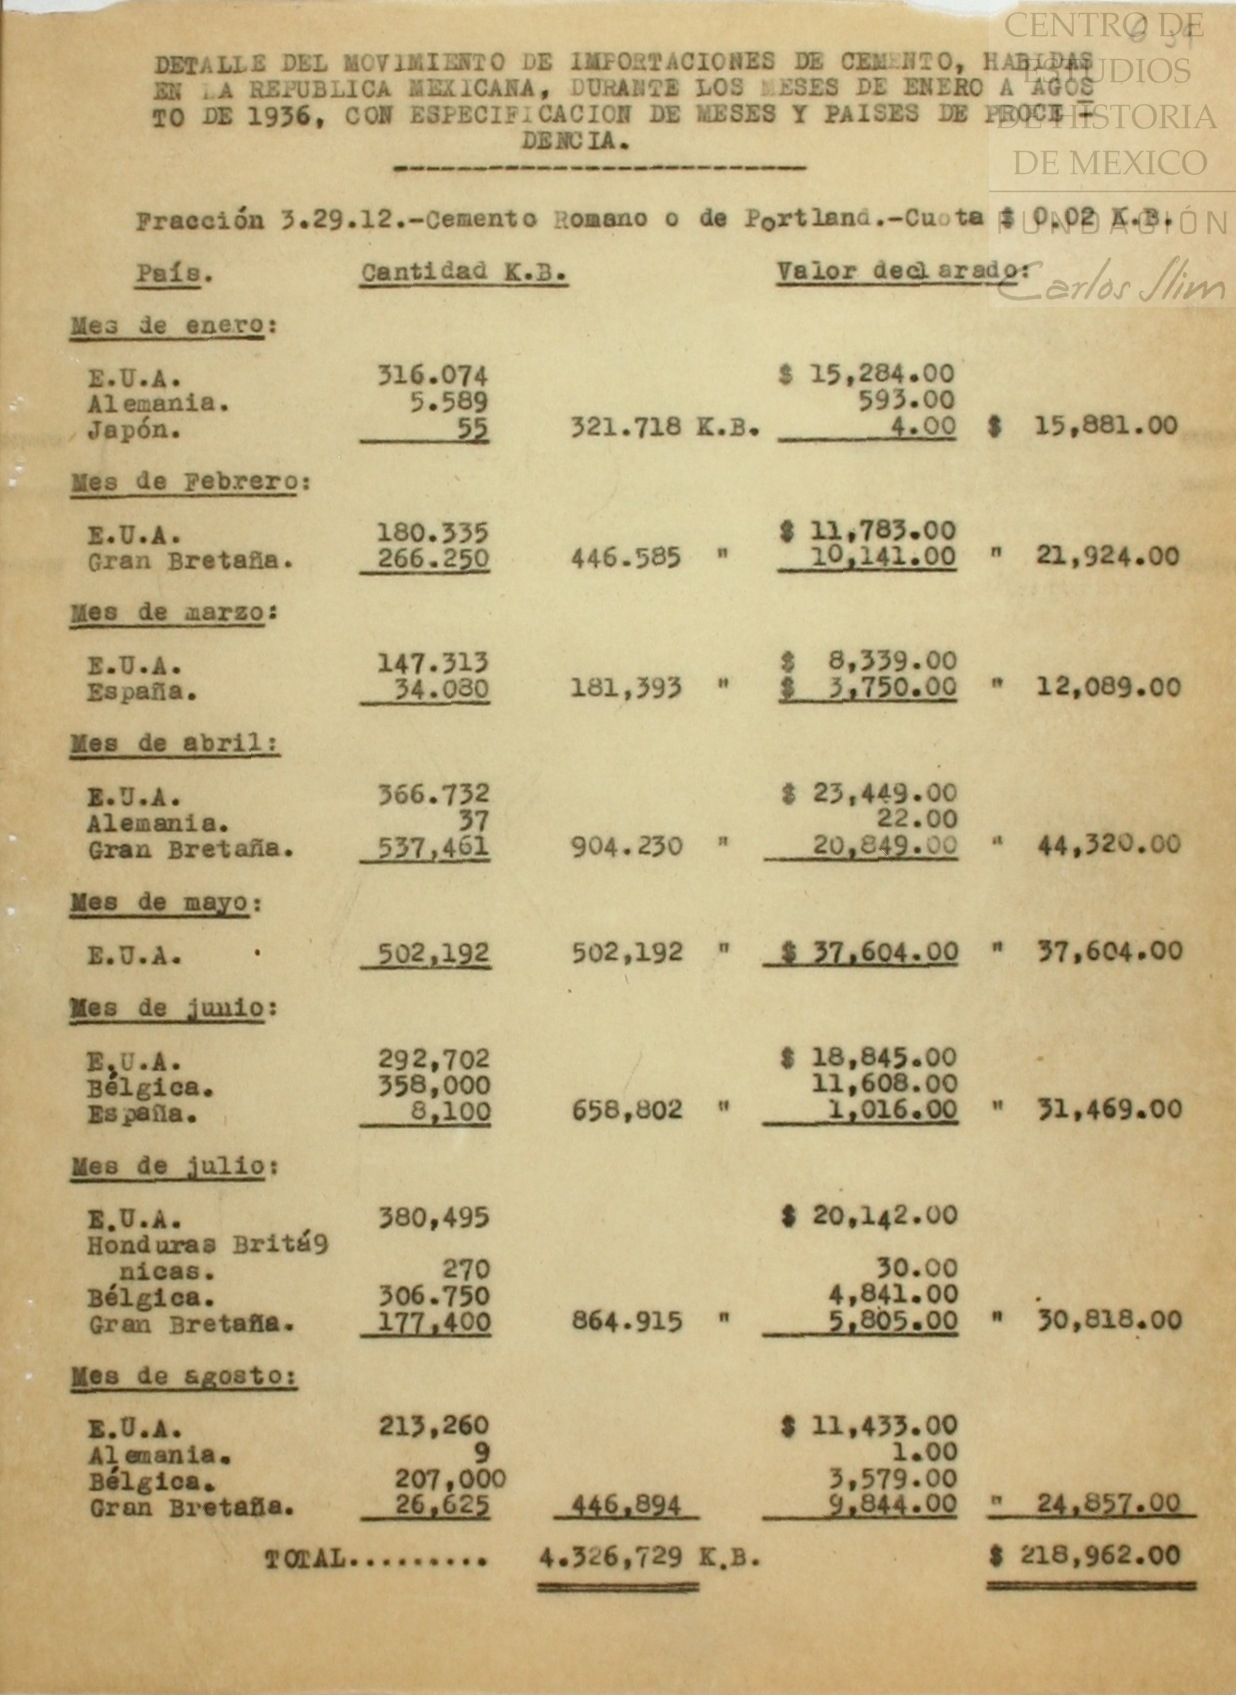 CENTRO DE
ESTUDIOS
DE HISTORIA
DE MEXICO
FUNDACIÓN
Carlos Slim
DETALLE DEL MOVIMIENTO DE IMPORTACIONES DE CEMENTO, HABIDAS
EN LA REPUBLICA MEXICANA, DURANTE LOS MESES DE ENERO A AGOS
TO DE 1936, CON ESPECIFICACION DE MESES Y PAISES DE PROCE -
DENCIA.
Fracción 3.29.12.-Cemento Romano o de Portland.-Cuota $ 0.02 K.B.
País. Cantidad K.B. Valor declarado:
Mes de enero:
E.U.A. 316.074 $ 15,284.00
Alemania. 5.589 593.00
Japón. 55 321.718 K.B. 4.00 $ 15,881.00
Mes de Febrero:
E.U.A. 180.335 $ 11,783.00
Gran Bretaña. 266.250 446.585 " 10,141.00 " 21,924.00
Mes de marzo:
E.U.A. 147.313 $ 8,339.00
España. 34.080 181,393 " $ 3,750.00 " 12,089.00
Mes de abril:
E.U.A. 366.732 $ 23,449.00
Alemania. 37 22.00
Gran Bretaña. 537,461 904.230 " 20,849.00 " 44,320.00
Mes de mayo:
E.U.A. 502,192 502,192 " $ 37,604.00 " 37,604.00
Mes de junio:
E.U.A. 292,702 $ 18,845.00
Bélgica. 358,000 11,608.00
España. 8,100 658,802 " 1,016.00 " 31,469.00
Mes de julio:
E.U.A. 380,495 $ 20,142.00
Honduras Britá9
nicas. 270 30.00
Bélgica. 306.750 4,841.00
Gran Bretaña. 177,400 864.915 " 5,805.00 " 30,818.00
Mes de agosto:
E.U.A. 213,260 $ 11,433.00
Alemania. 9 1.00
Bélgica. 207,000 3,579.00
Gran Bretaña. 26,625 446,894 9,844.00 " 24,857.00
TOTAL......... 4.326,729 K.B. $ 218,962.00